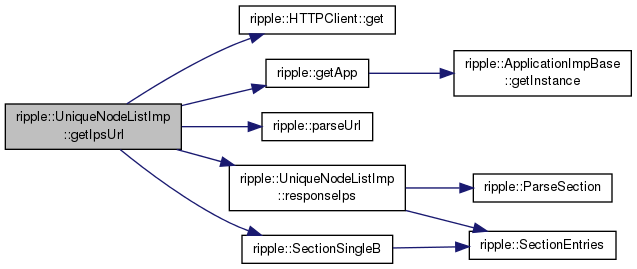 ripple::HTTPClient::get
ripple::getApp
ripple::ApplicationImpBase
::getInstance
ripple::UniqueNodeListImp
::getIpsUrl
ripple::parseUrl
ripple::UniqueNodeListImp
::responseIps
ripple::ParseSection
ripple::SectionSingleB
ripple::SectionEntries